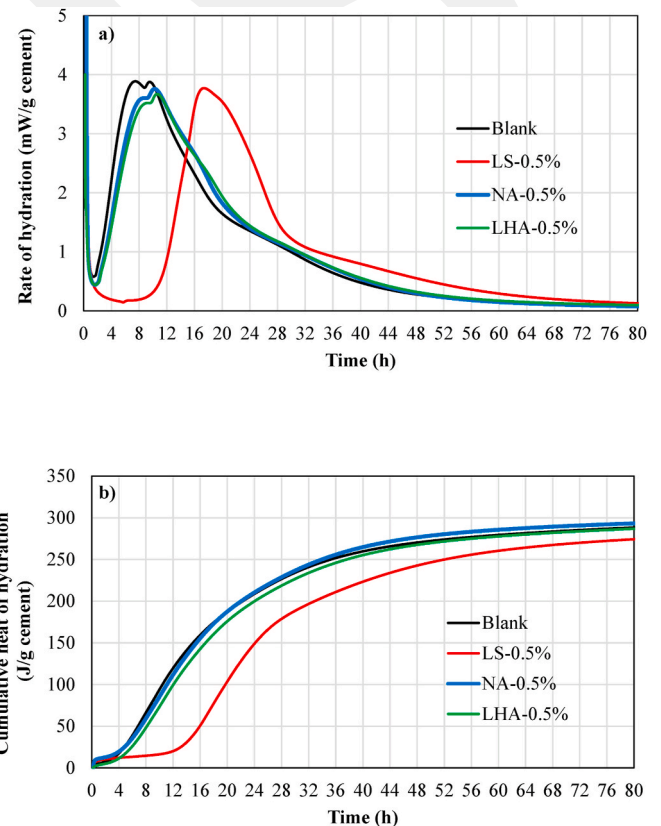 a)
5
4
3
2
1
0
Rate of hydration (mW/g cement)
Blank
LS-0.5%
NA-0.5%
LHA-0.5%
0 4 8 12 16 20 24 28 32 36 40 44 48 52 56 60 64 68 72 76 80
Time (h)
b)
350
300
250
200
150
100
50
0
Cumulative heat of hydration
(J/g cement)
Blank
LS-0.5%
NA-0.5%
LHA-0.5%
0 4 8 12 16 20 24 28 32 36 40 44 48 52 56 60 64 68 72 76 80
Time (h)